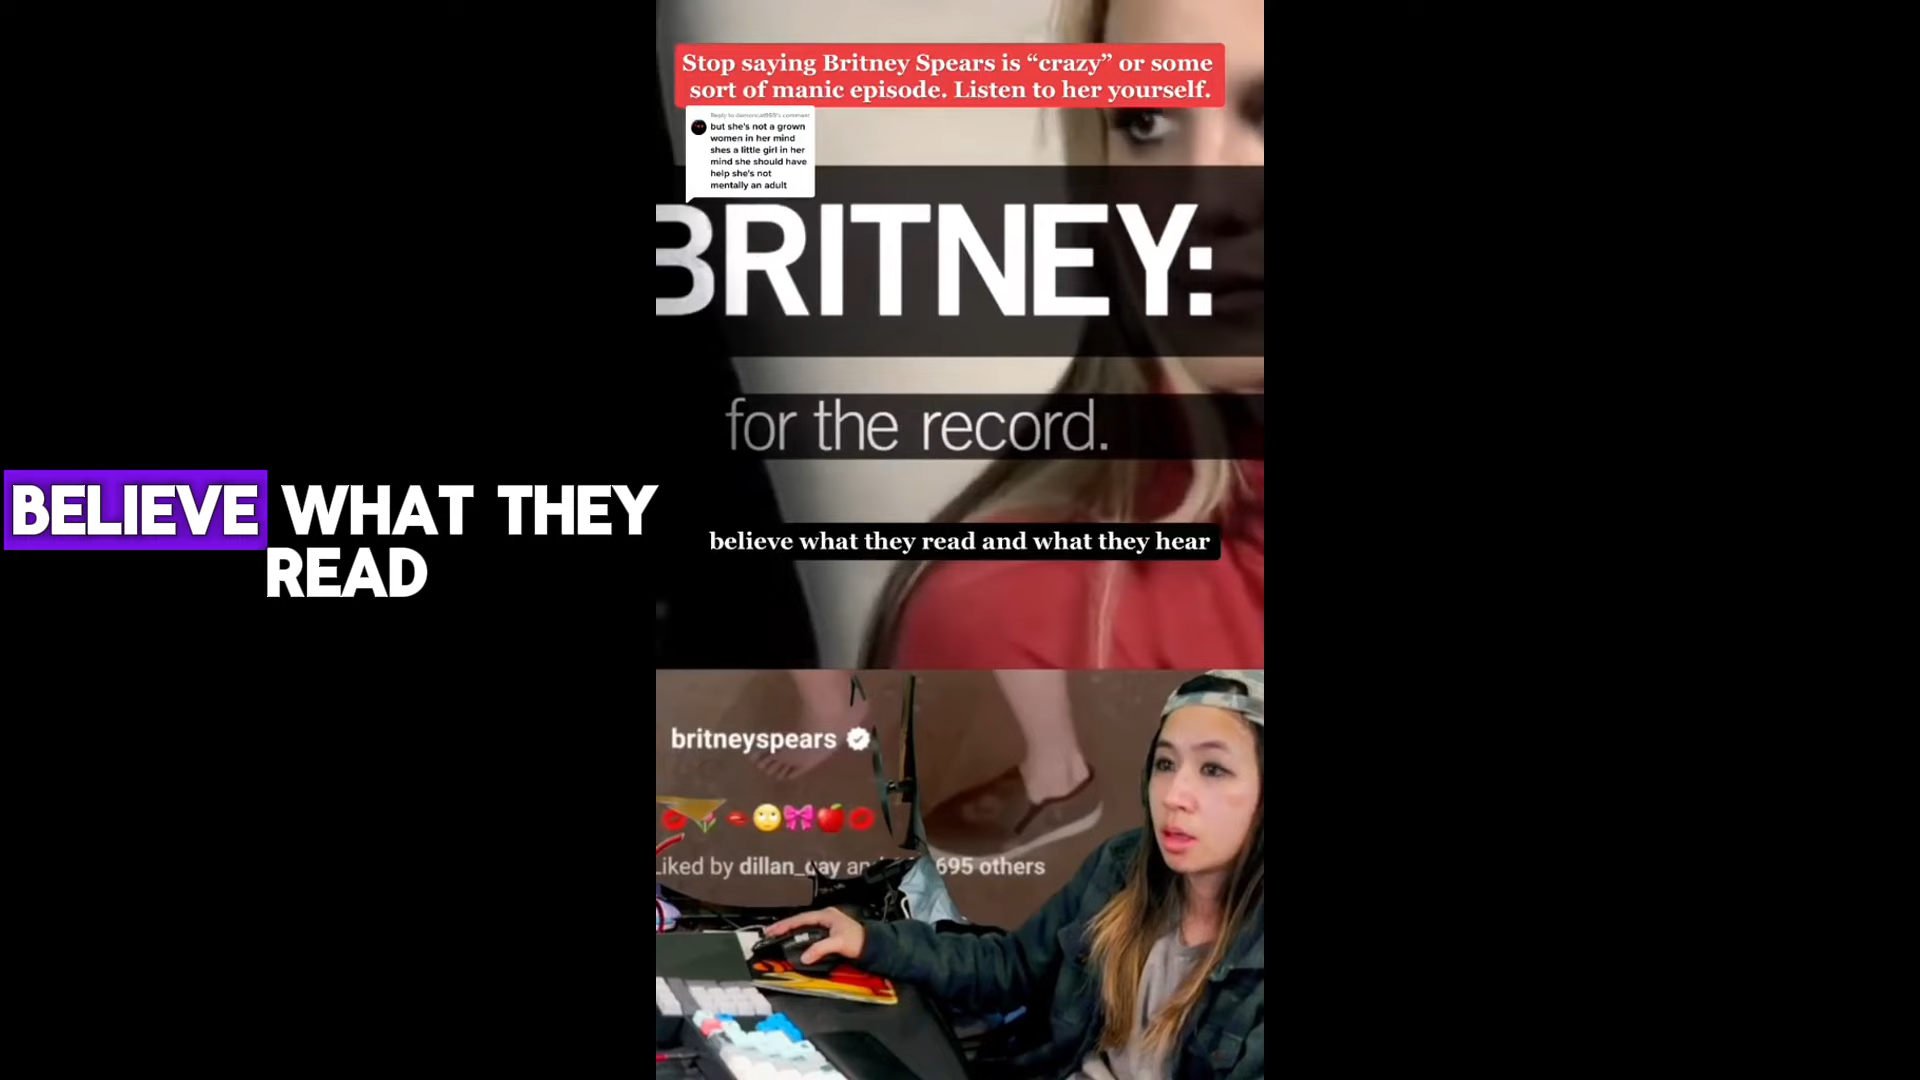 Stop saying Britney Spears is “crazy” or some
sort of manic episode. Listen to her yourself.
but she's not a grown
women in her mind
shes a little girl in her
mind she should have
help she's not
mentally an adult
BRITNEY:
for the record.
BELIEVE WHAT THEY
READ
believe what they read and what they hear
britneyspears
Liked by dillan_gay
695 others